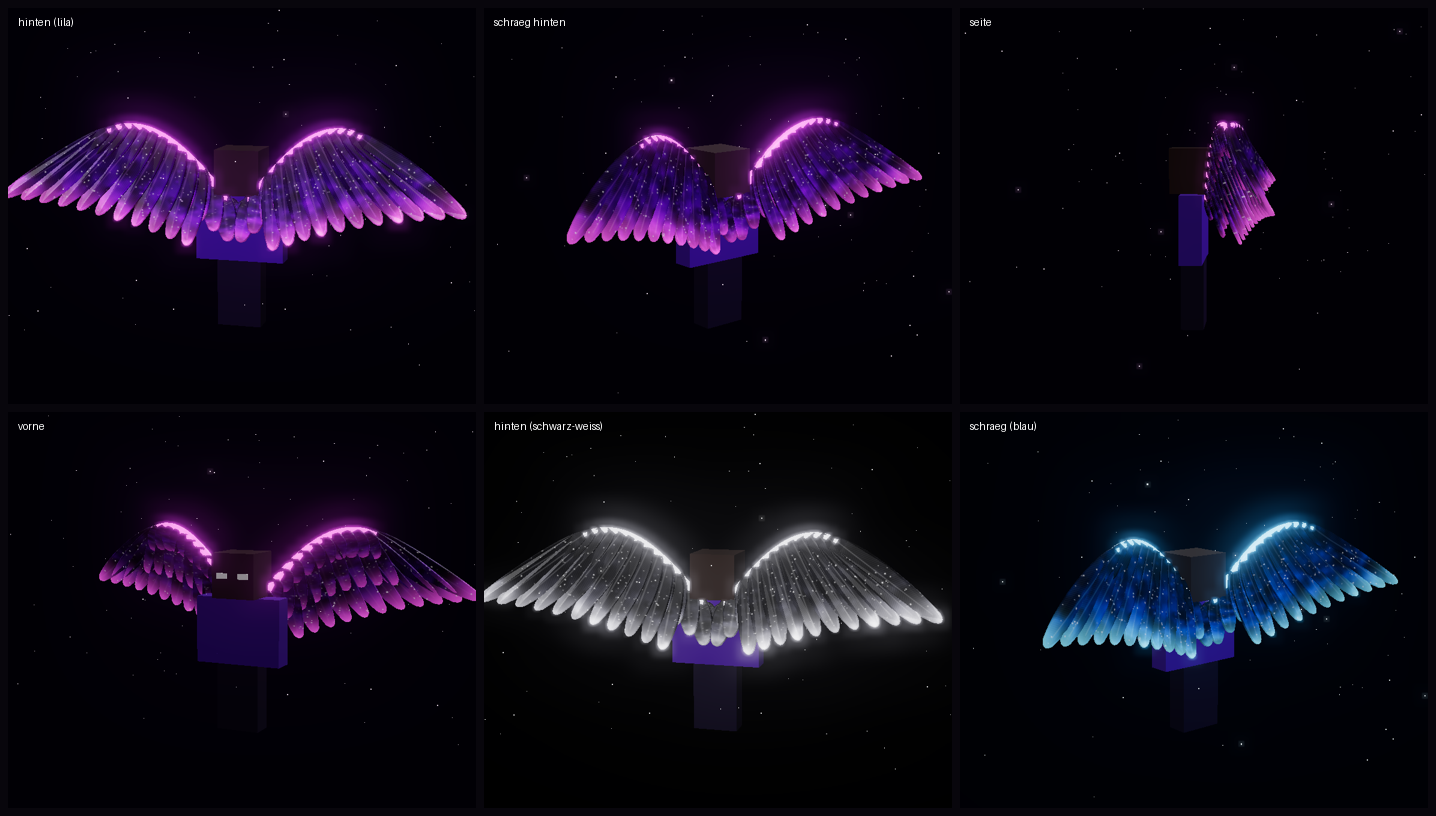 hinten (lila)
schraeg hinten
seite
vorne
hinten (schwarz-weiss)
schraeg (blau)